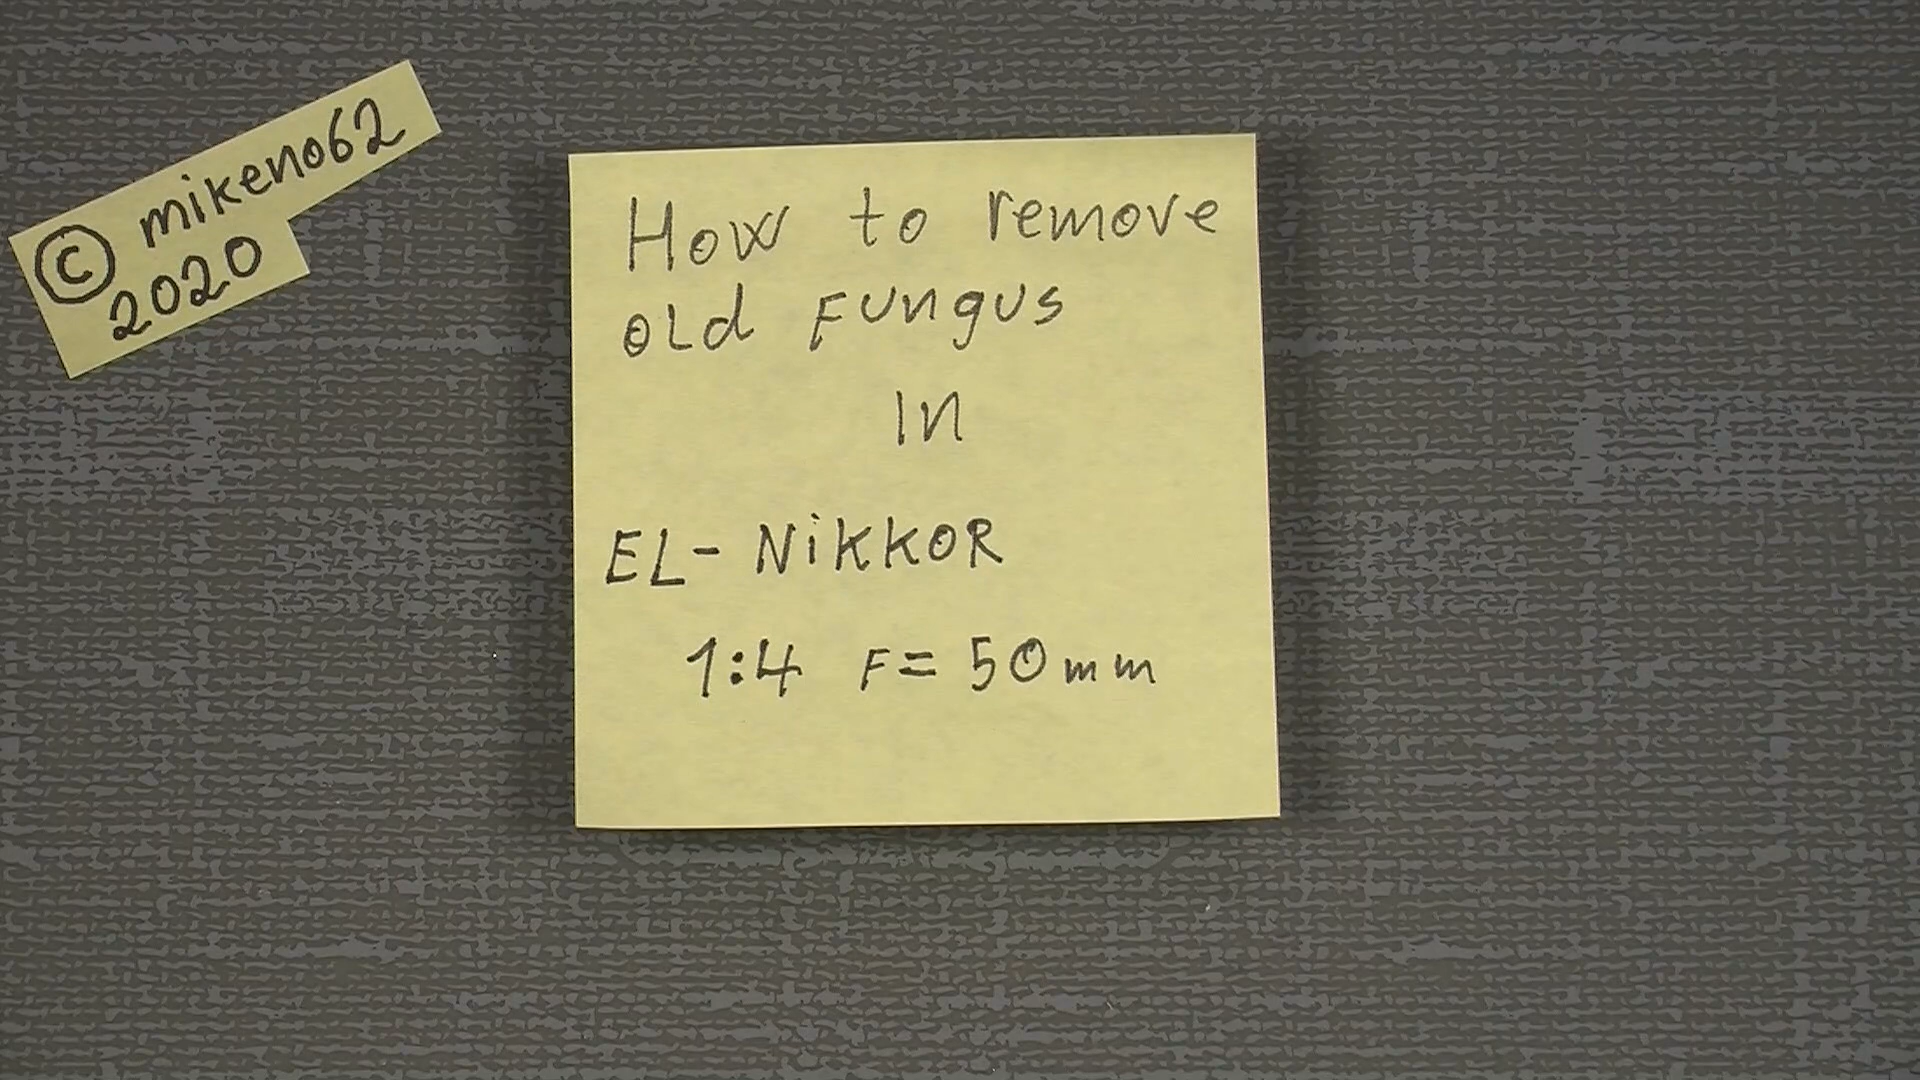 © mikeno62
2020
How to remove
old Fungus
in
EL-NiKKOR
1:4 F=50mm